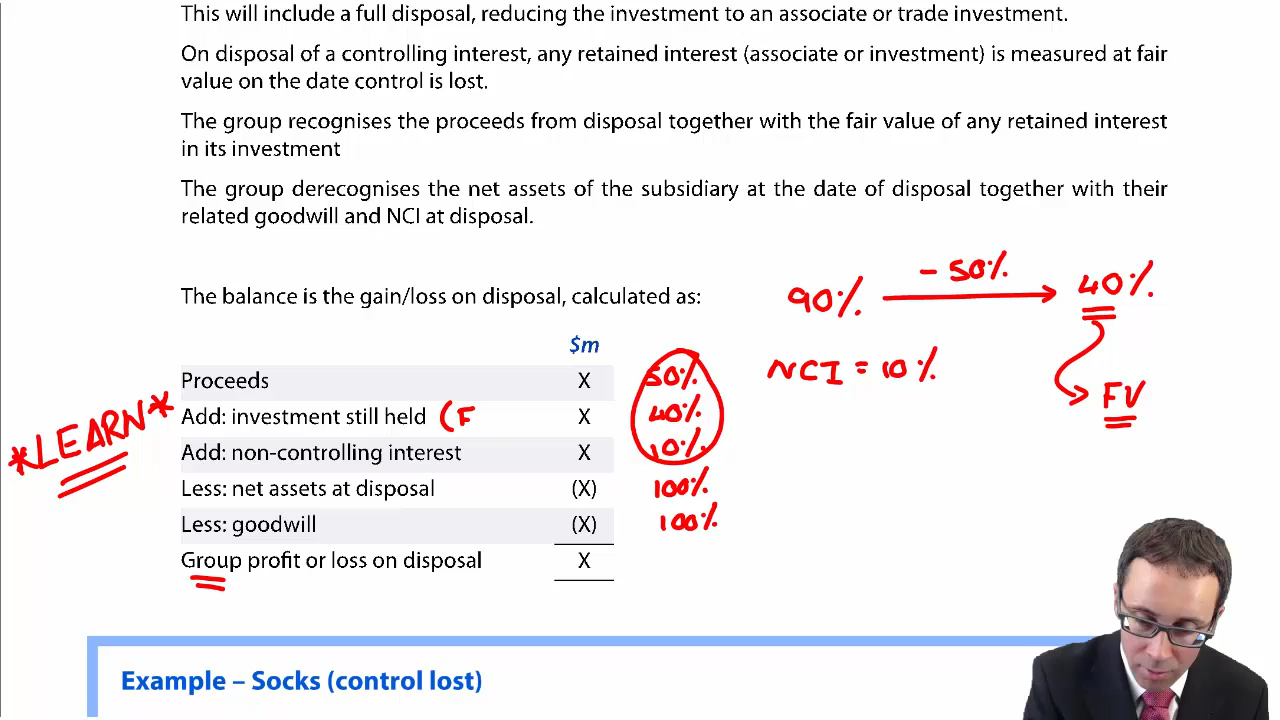 This will include a full disposal, reducing the investment to an associate or trade investment.
On disposal of a controlling interest, any retained interest (associate or investment) is measured at fair
value on the date control is lost.
The group recognises the proceeds from disposal together with the fair value of any retained interest
in its investment
The group derecognises the net assets of the subsidiary at the date of disposal together with their
related goodwill and NCI at disposal.
The balance is the gain/loss on disposal, calculated as:
90% - 50% 40%
$m
Proceeds X 50%
NCI = 10%
FV
Add: investment still held (F X 40%
Add: non-controlling interest X 10%
*LEARN*
Less: net assets at disposal (X) 100%
Less: goodwill (X) 100%
Group profit or loss on disposal X
Example – Socks (control lost)